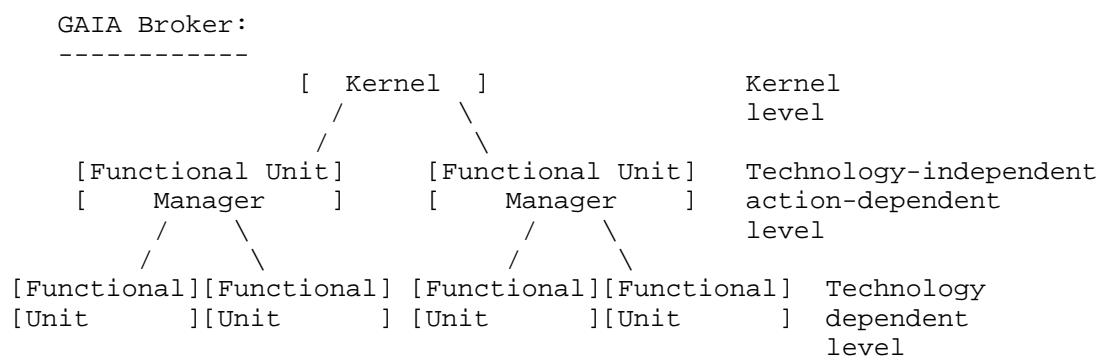 GAIA Broker:
------------
[ Kernel ] Kernel
/ \ level
/ \
[Functional Unit] [Functional Unit] Technology-independent
[ Manager ] [ Manager ] action-dependent
/ \ / \ level
/ \ / \
[Functional][Functional] [Functional][Functional] Technology
[Unit ][Unit ] [Unit ][Unit ] dependent
level